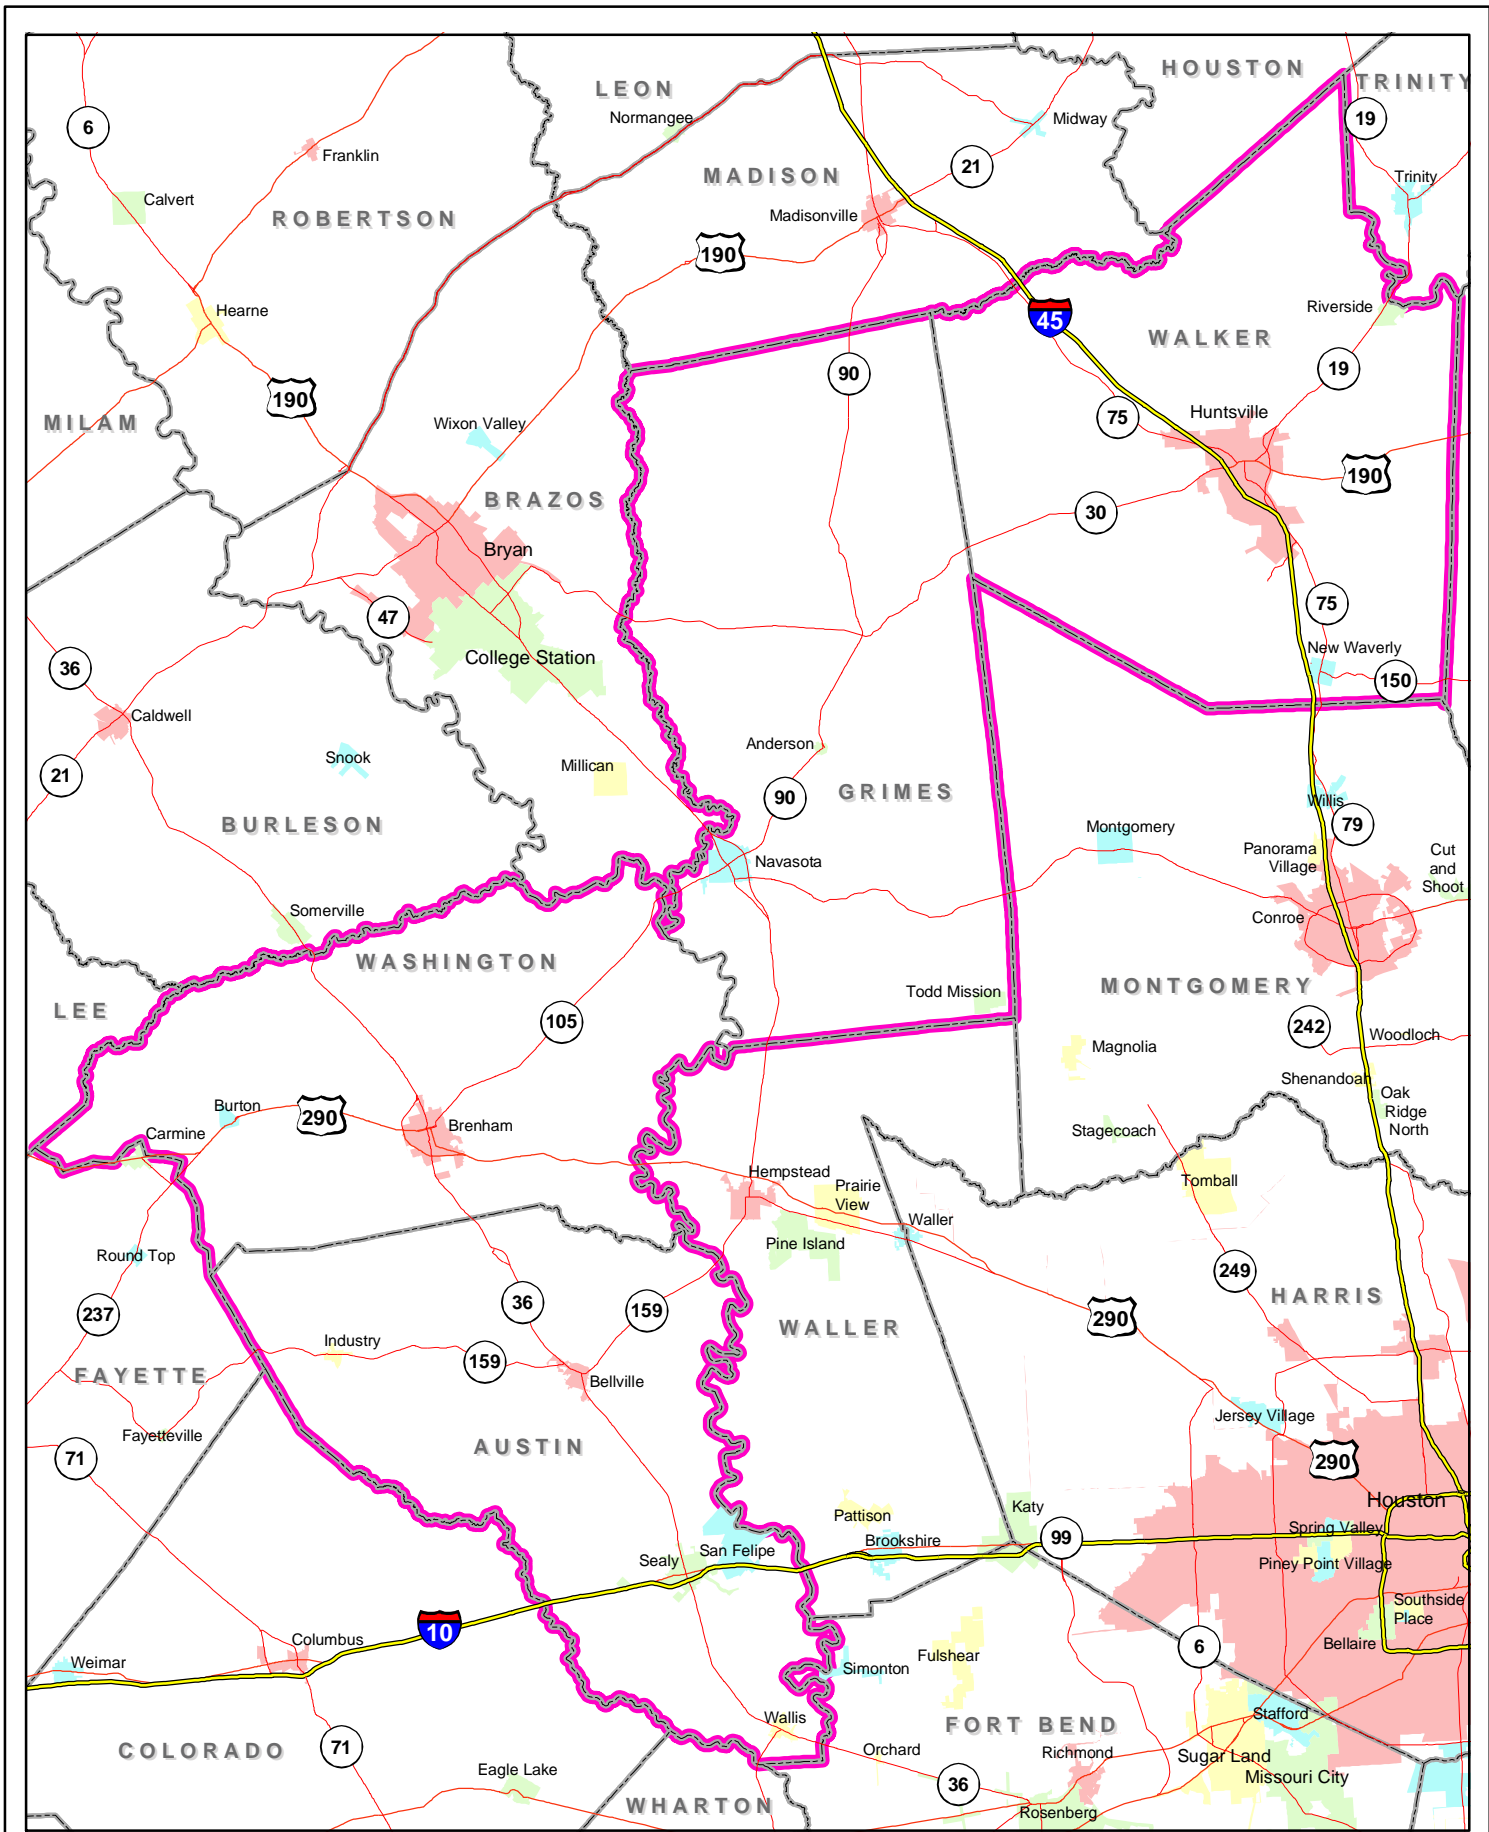 LEON
HOUSTON
TRINITY
Normangee
Midway
19
6
Franklin
21
MADISON
Calvert
Trinity
ROBERTSON
Madisonville
190
Hearne
Riverside
45
WALKER
90
19
190
MILAM
Wixon Valley
75
Huntsville
BRAZOS
190
30
Bryan
47
75
36
College Station
New Waverly
150
Caldwell
Anderson
Snook
Millican
21
90
GRIMES
Willis
BURLESON
Montgomery
79
Panorama
Village
Cut
and
Shoot
Navasota
Somerville
Conroe
WASHINGTON
MONTGOMERY
LEE
Todd Mission
105
242
Woodloch
Magnolia
Shenandoah
Oak
Ridge
North
Burton
290
Brenham
Carmine
Stagecoach
Hempstead
Prairie
View
Tomball
Waller
Pine Island
Round Top
249
HARRIS
237
36
159
290
WALLER
Industry
159
FAYETTE
Bellville
Jersey Village
Fayetteville
AUSTIN
71
290
Houston
Katy
Pattison
Brookshire
99
Spring Valley
San Felipe
Sealy
Piney Point Village
Southside
Place
10
Columbus
6
Bellaire
Weimar
Simonton
Fulshear
Wallis
Stafford
FORT BEND
COLORADO
71
Orchard
Richmond
Sugar Land
Eagle Lake
36
Missouri City
WHARTON
Rosenberg